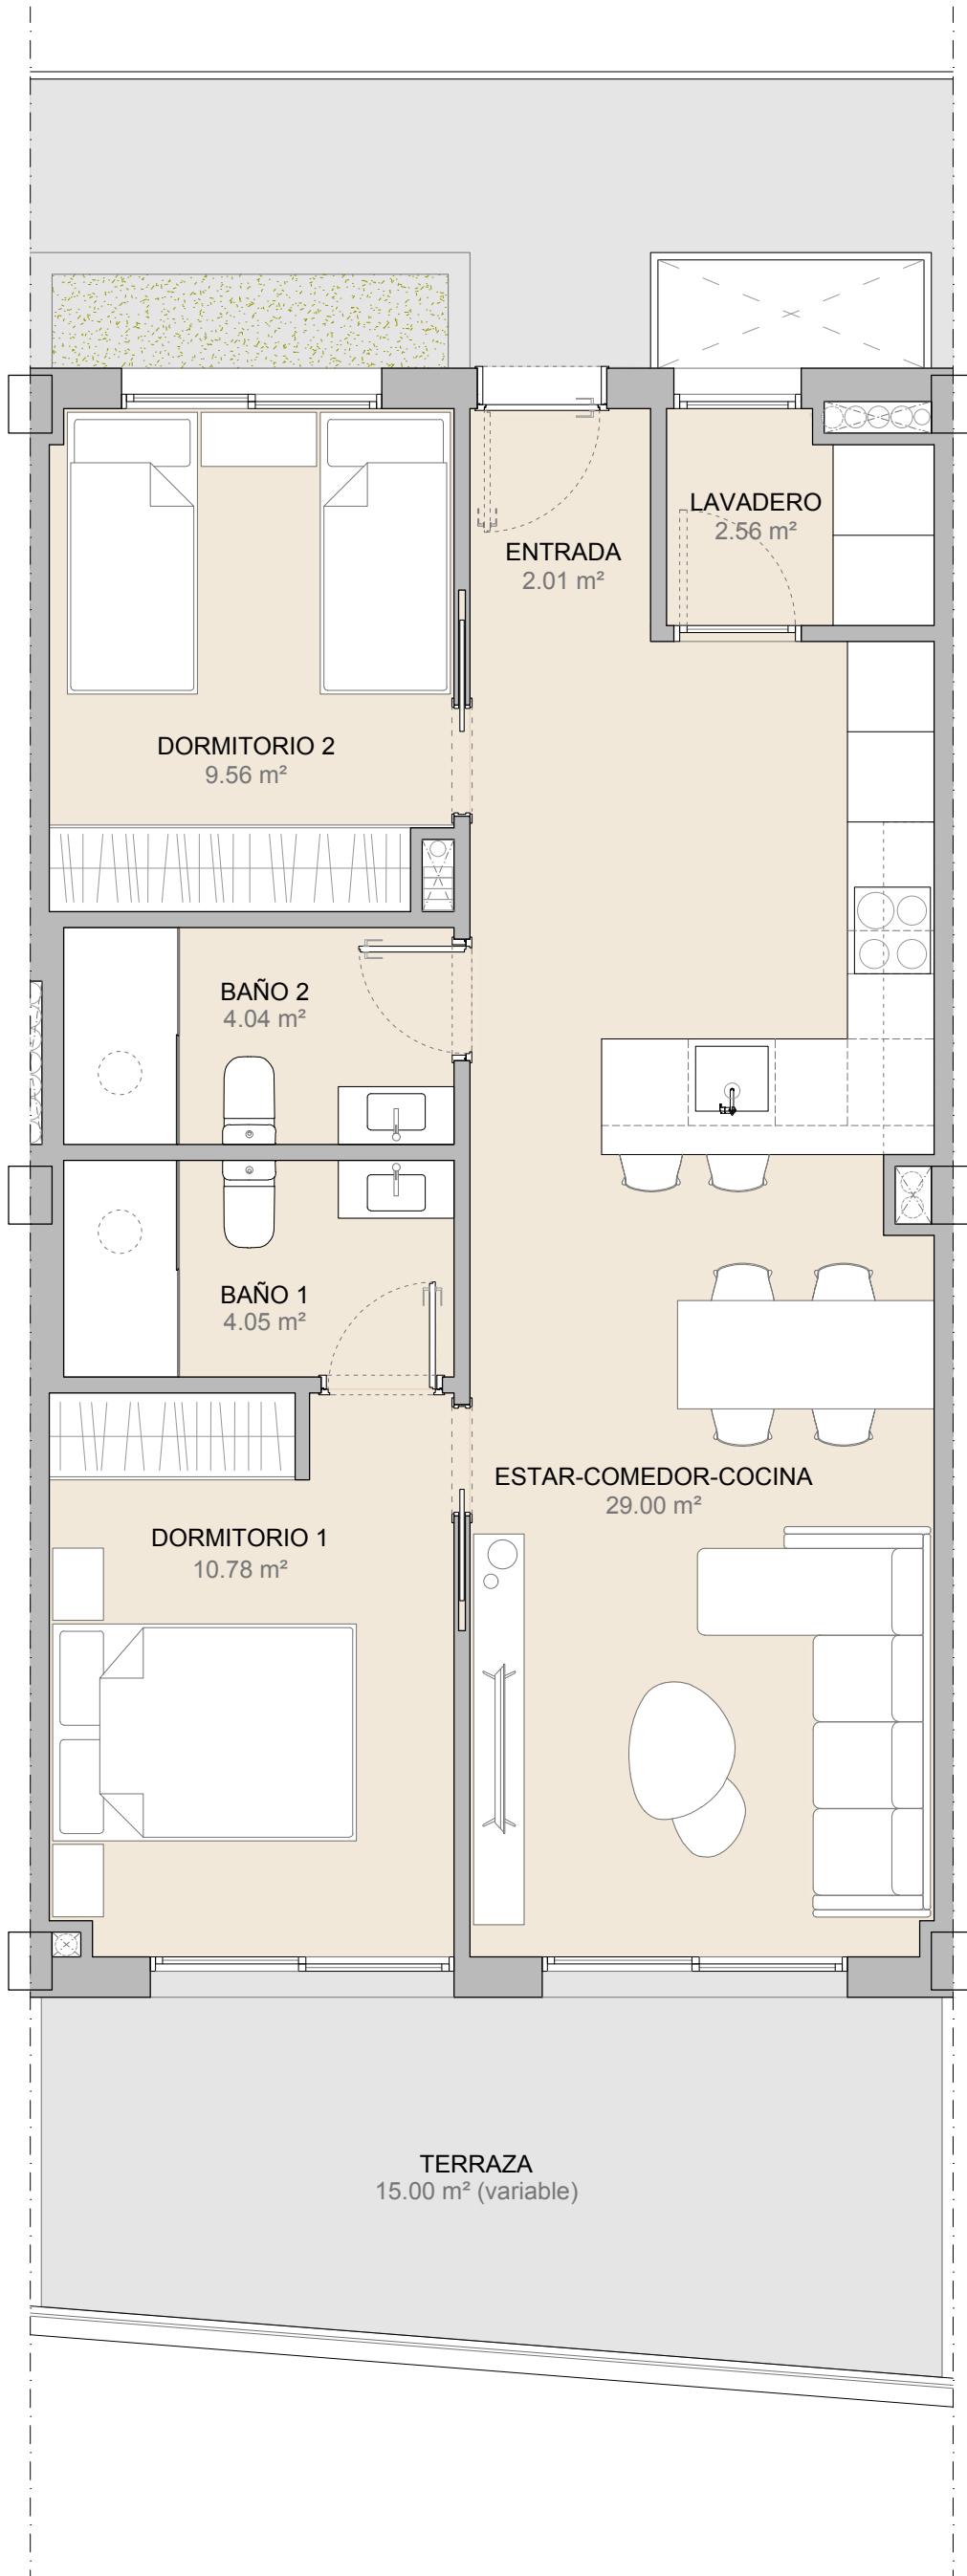 LAVADERO
2.56 m²
ENTRADA
2.01 m²
DORMITORIO 2
9.56 m²
BAÑO 2
4.04 m²
BAÑO 1
4.05 m²
ESTAR-COMEDOR-COCINA
29.00 m²
DORMITORIO 1
10.78 m²
TERRAZA
15.00 m² (variable)